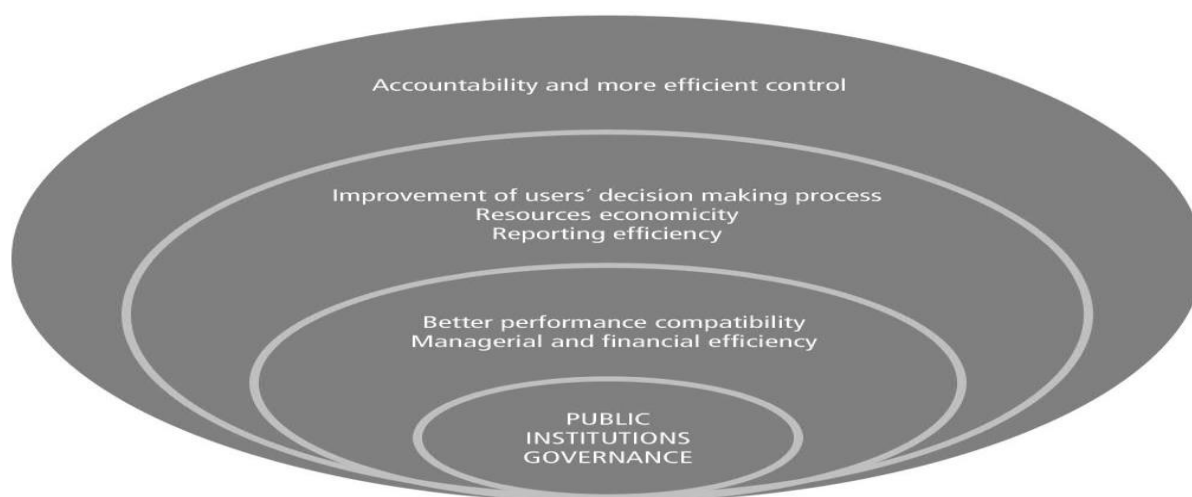 Accountability and more efficient control
Improvement of users´ decision making process
Resources economicity
Reporting efficiency
Better performance compatibility
Managerial and financial efficiency
PUBLIC
INSTITUTIONS
GOVERNANCE